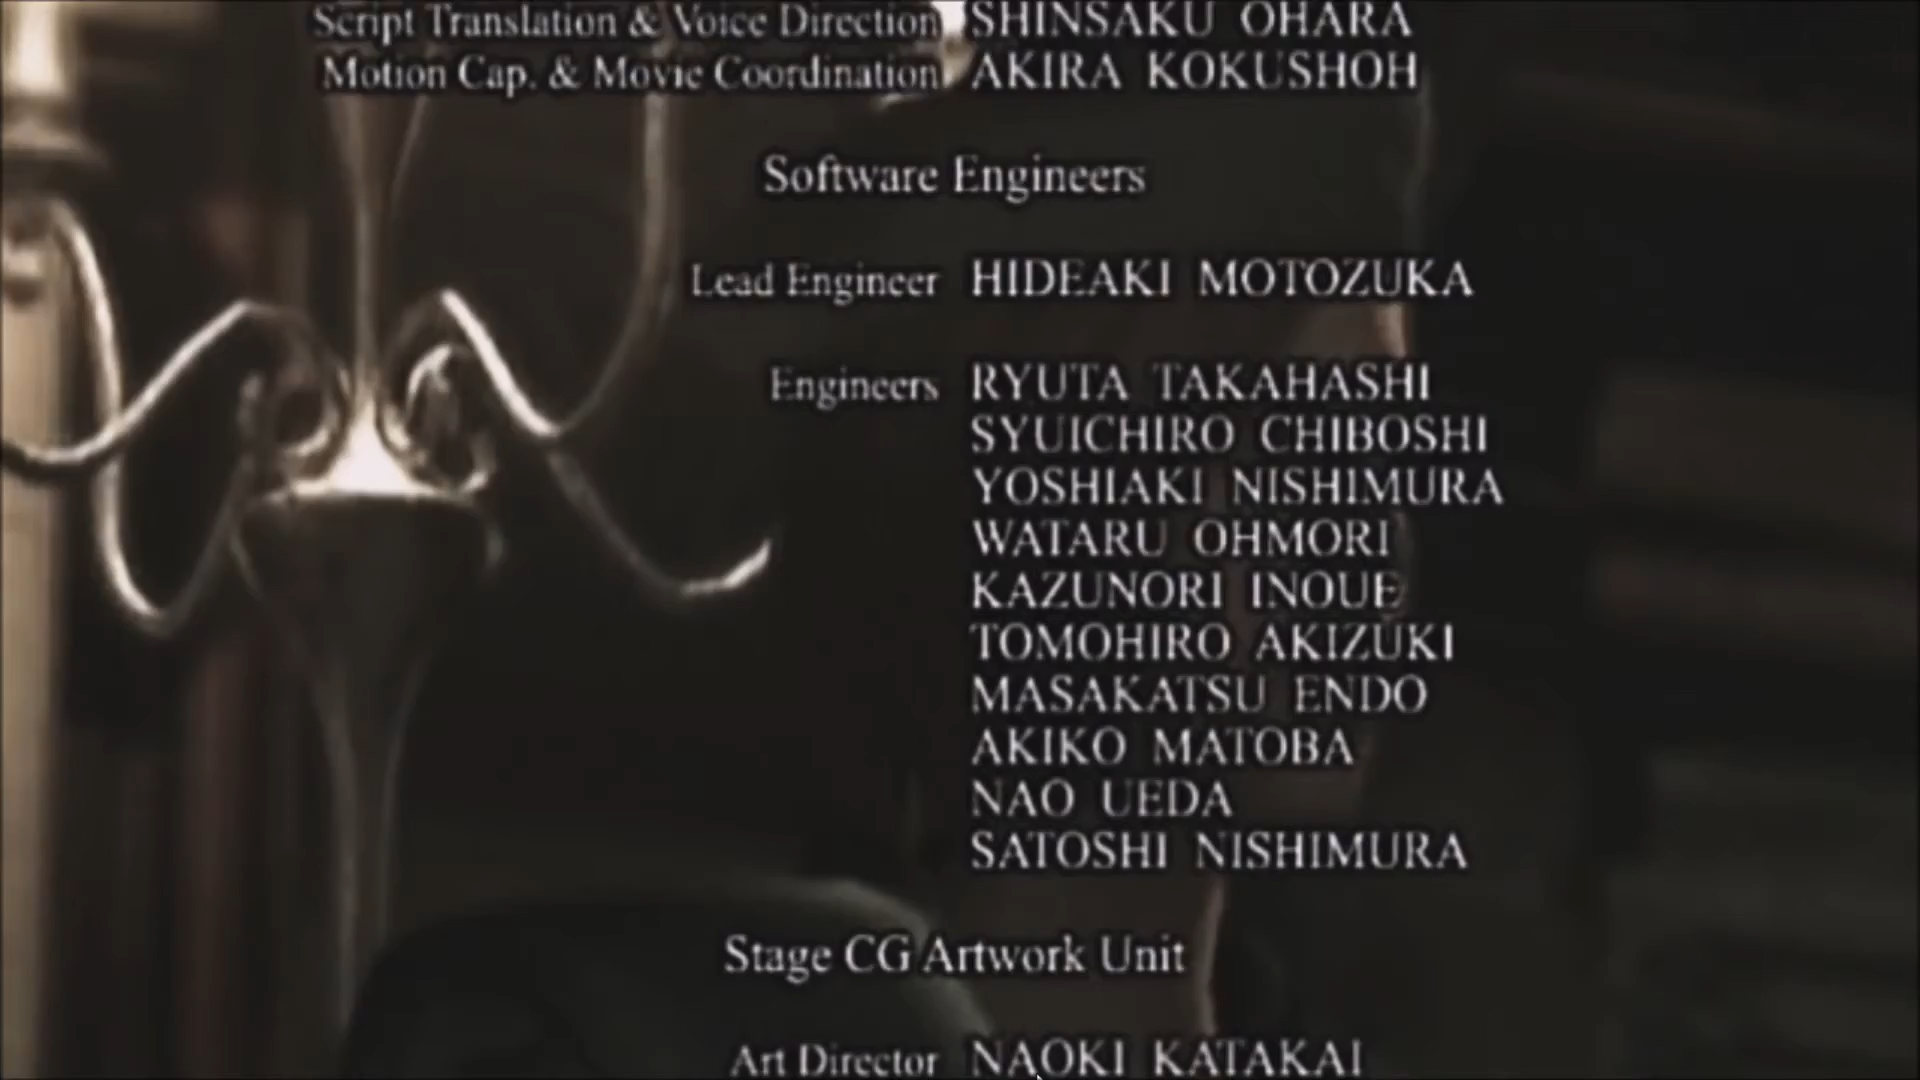 Script Translation & Voice Direction SHINSAKU OHARA
Motion Cap. & Movie Coordination AKIRA KOKUSHOH
Software Engineers
Lead Engineer HIDEAKI MOTOZUKA
Engineers RYUTA TAKAHASHI
SYUICHIRO CHIBOSHI
YOSHIAKI NISHIMURA
WATARU OHMORI
KAZUNORI INOUE
TOMOHIRO AKIZUKI
MASAKATSU ENDO
AKIKO MATOBA
NAO UEDA
SATOSHI NISHIMURA
Stage CG Artwork Unit
Art Director NAOKI KATAKAI